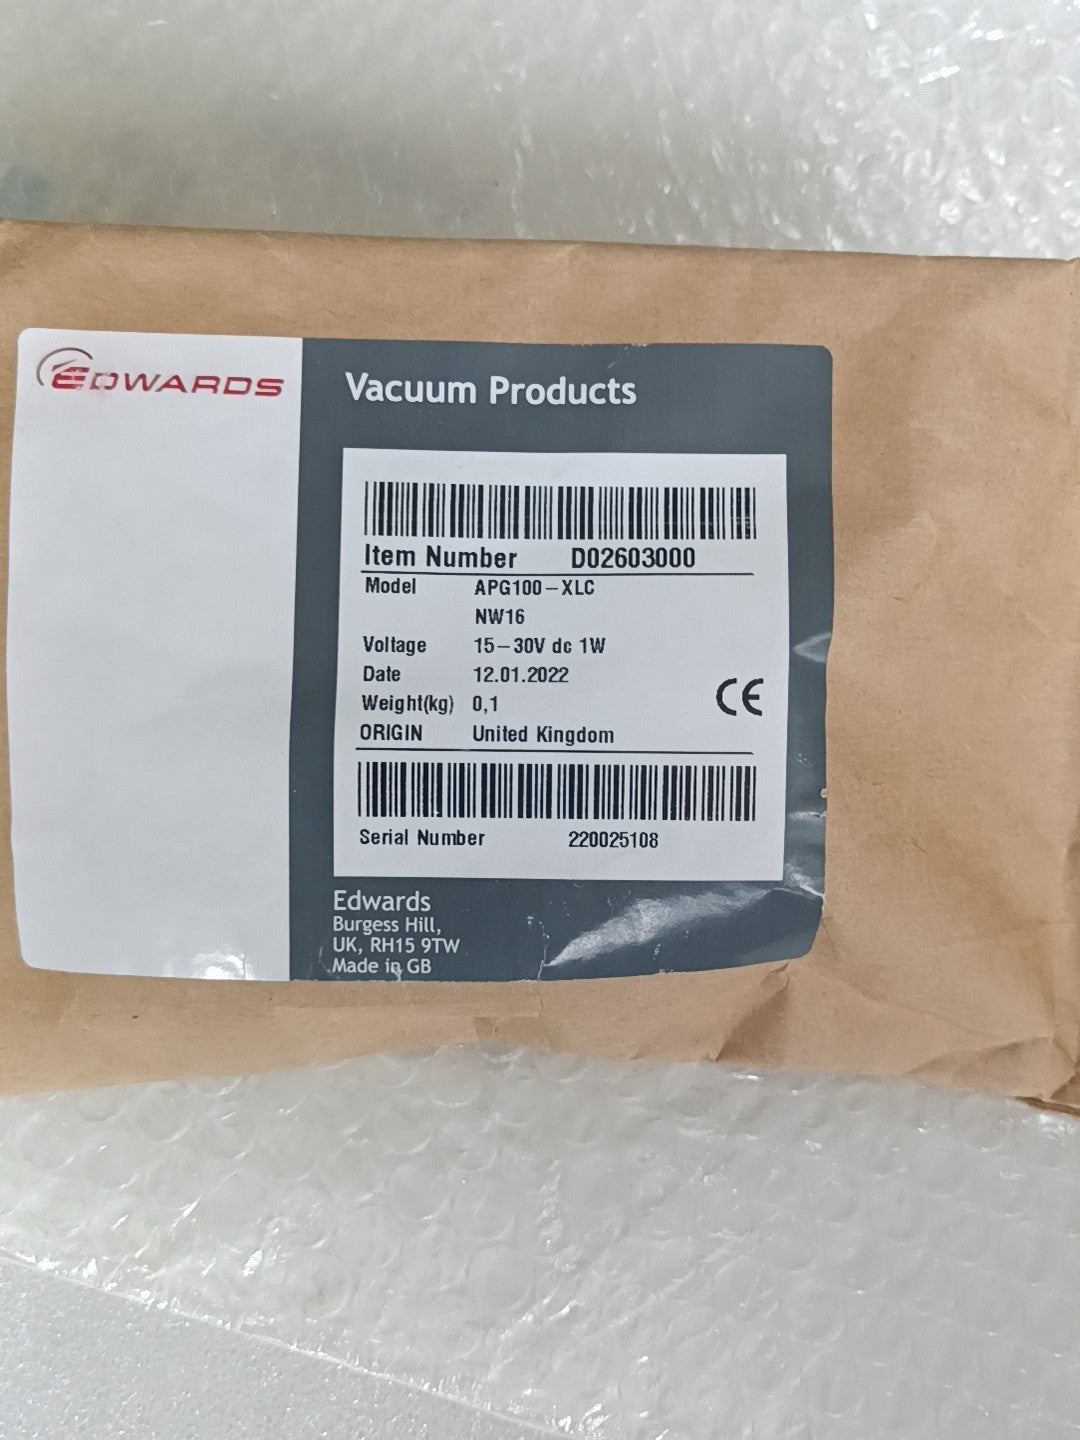 EDWARDS
Vacuum Products
Item Number D02603000
Model APG100-XLC
NW16
Voltage 15-30V dc 1W
Date 12.01.2022
Weight(kg) 0,1
CE
ORIGIN United Kingdom
Serial Number 220025108
Edwards
Burgess Hill,
UK, RH15 9TW
Made in GB